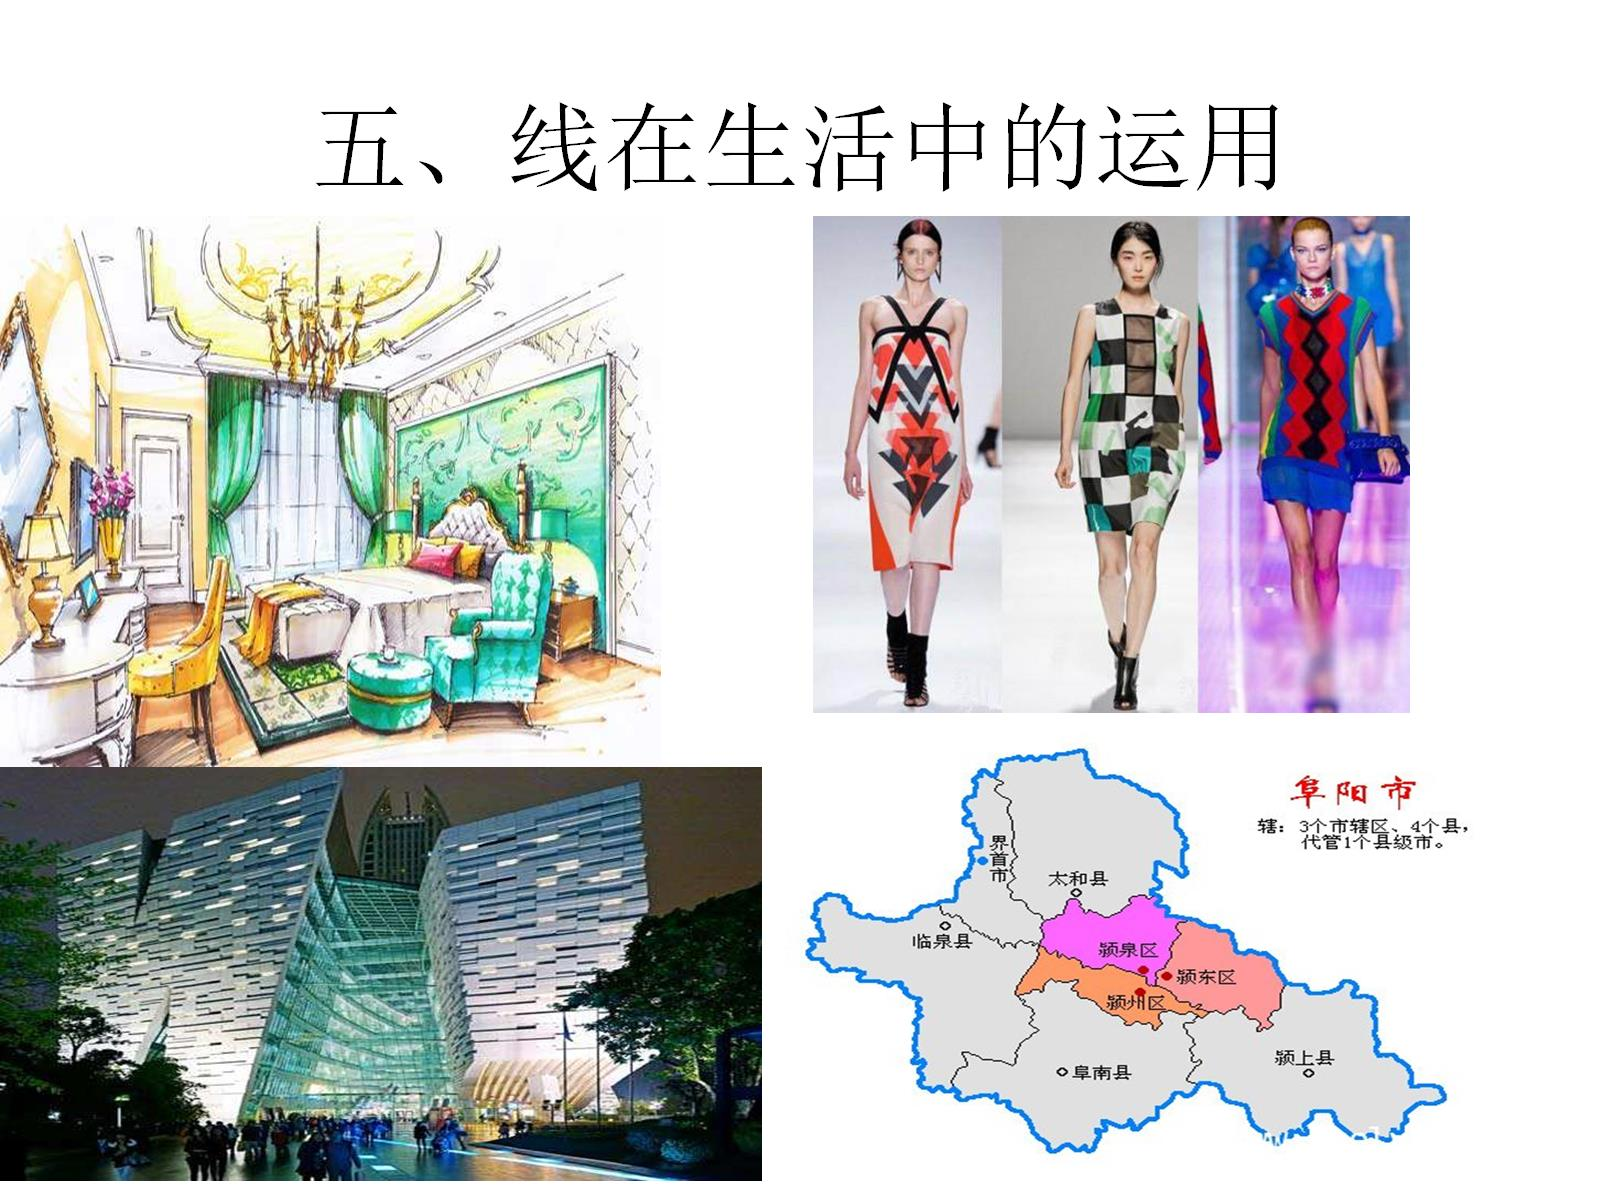 五、线在生活中的运用
阜阳市
辖：3个市辖区、4个县，
代管1个县级市。
界首市
太和县
临泉县
颍泉区
颍东区
颍州区
颍上县
阜南县